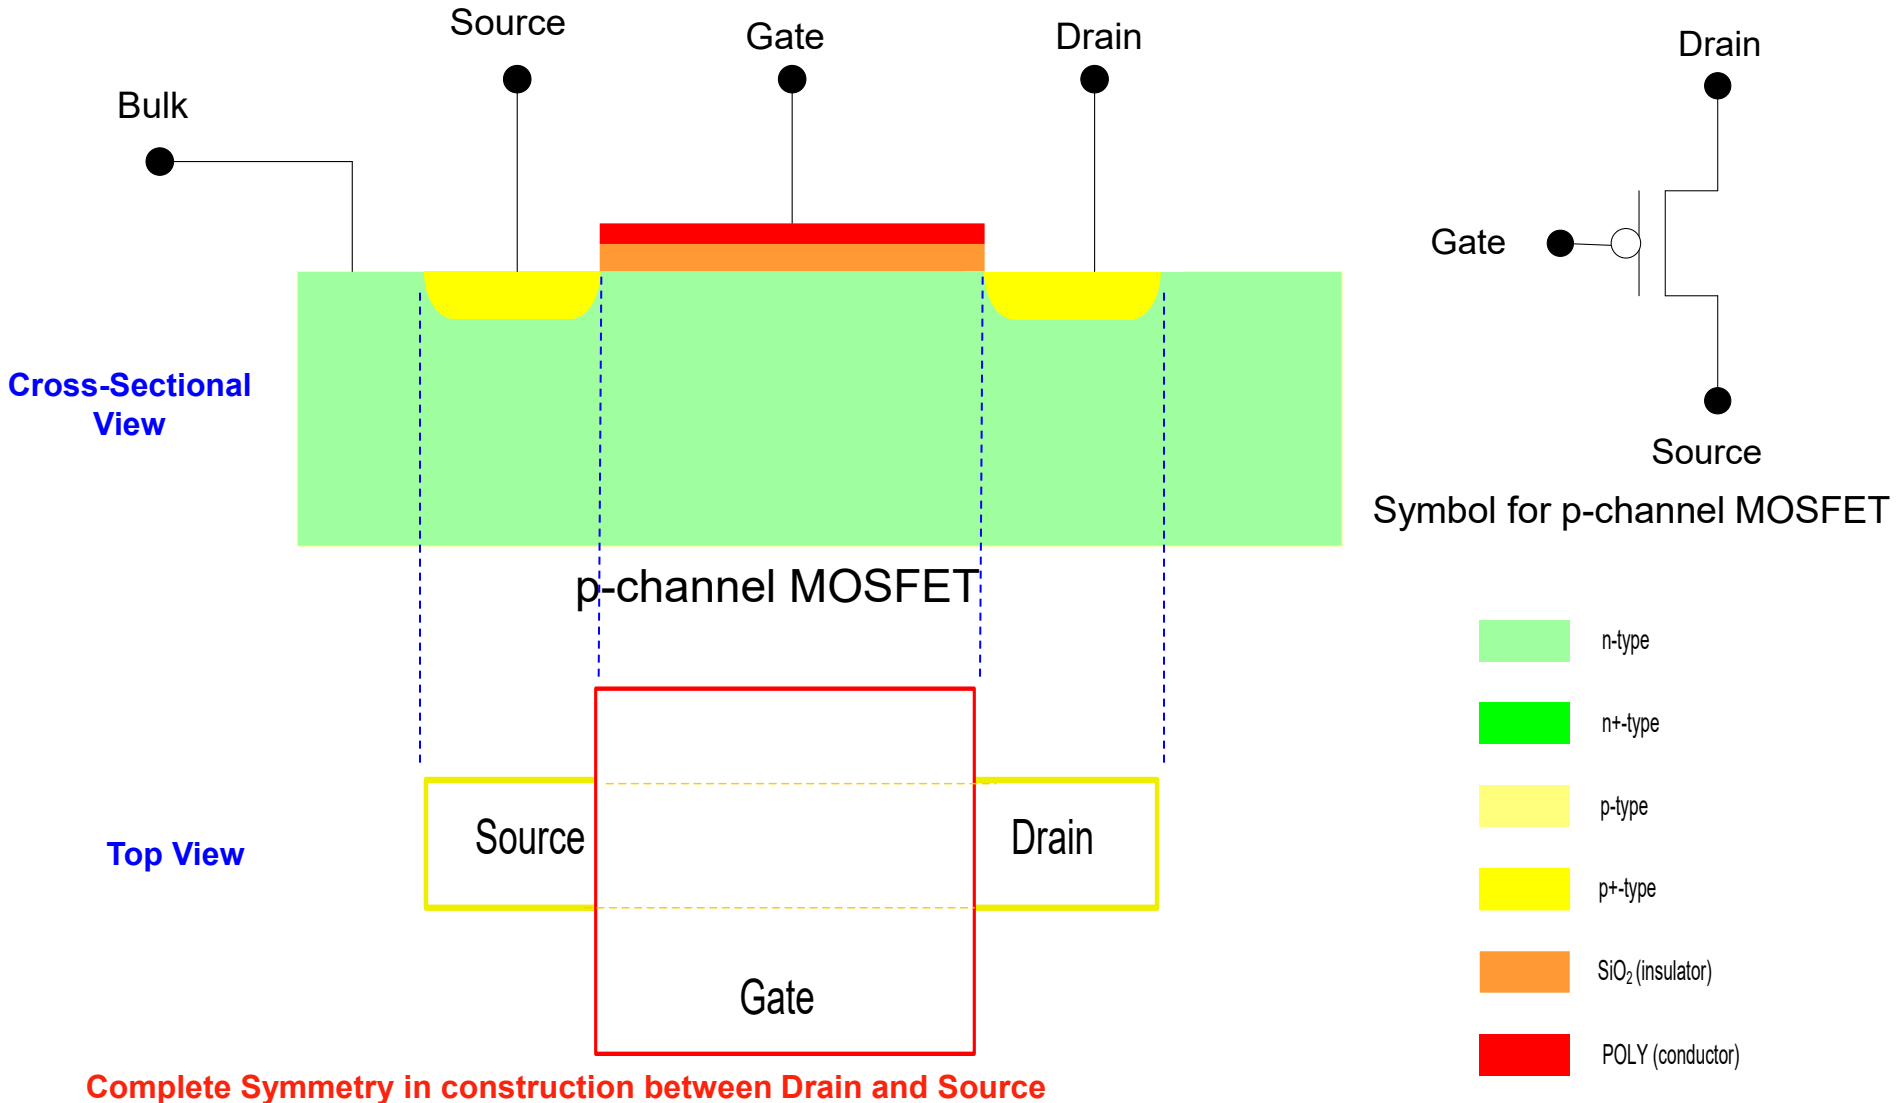 Source
Gate
Drain
Bulk
Cross-Sectional
View
p-channel MOSFET
Drain
Gate
Source
Symbol for p-channel MOSFET
n-type
n+-type
p-type
p+-type
SiO2 (insulator)
POLY (conductor)
Top View
Source
Drain
Gate
Complete Symmetry in construction between Drain and Source